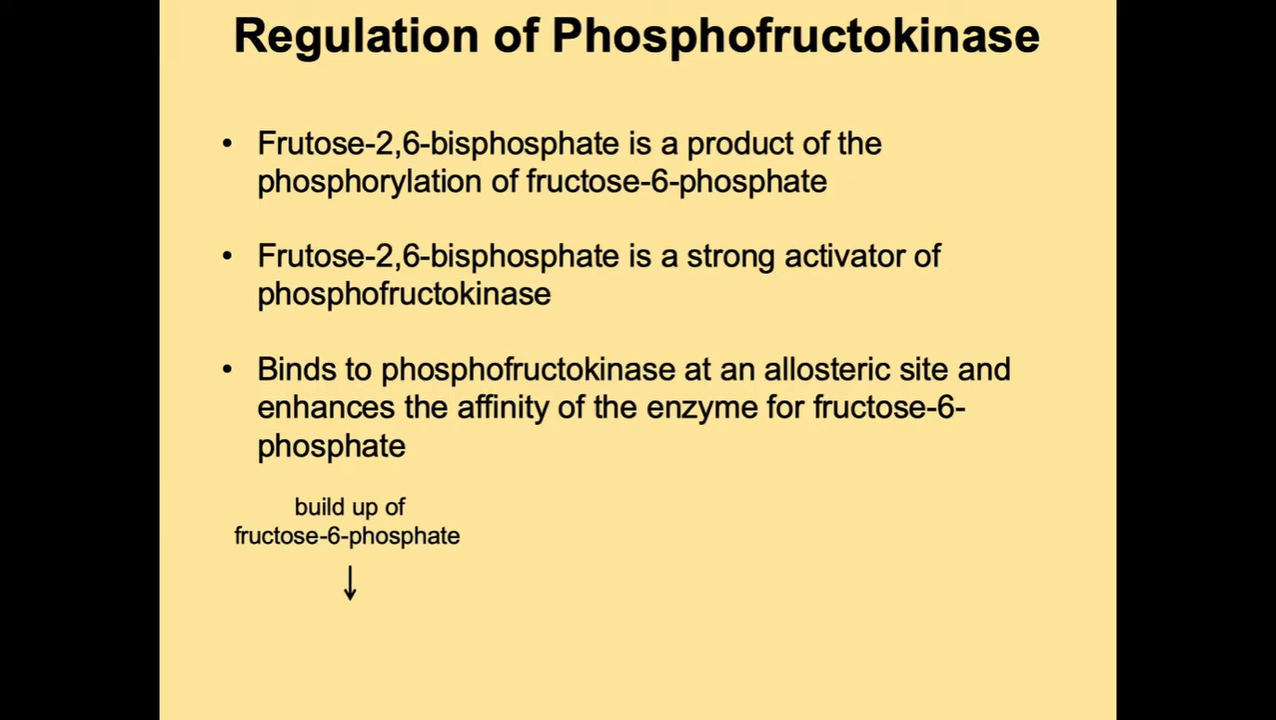 Regulation of Phosphofructokinase
• Frutose-2,6-bisphosphate is a product of the
phosphorylation of fructose-6-phosphate
• Frutose-2,6-bisphosphate is a strong activator of
phosphofructokinase
• Binds to phosphofructokinase at an allosteric site and
enhances the affinity of the enzyme for fructose-6-
phosphate
build up of
fructose-6-phosphate